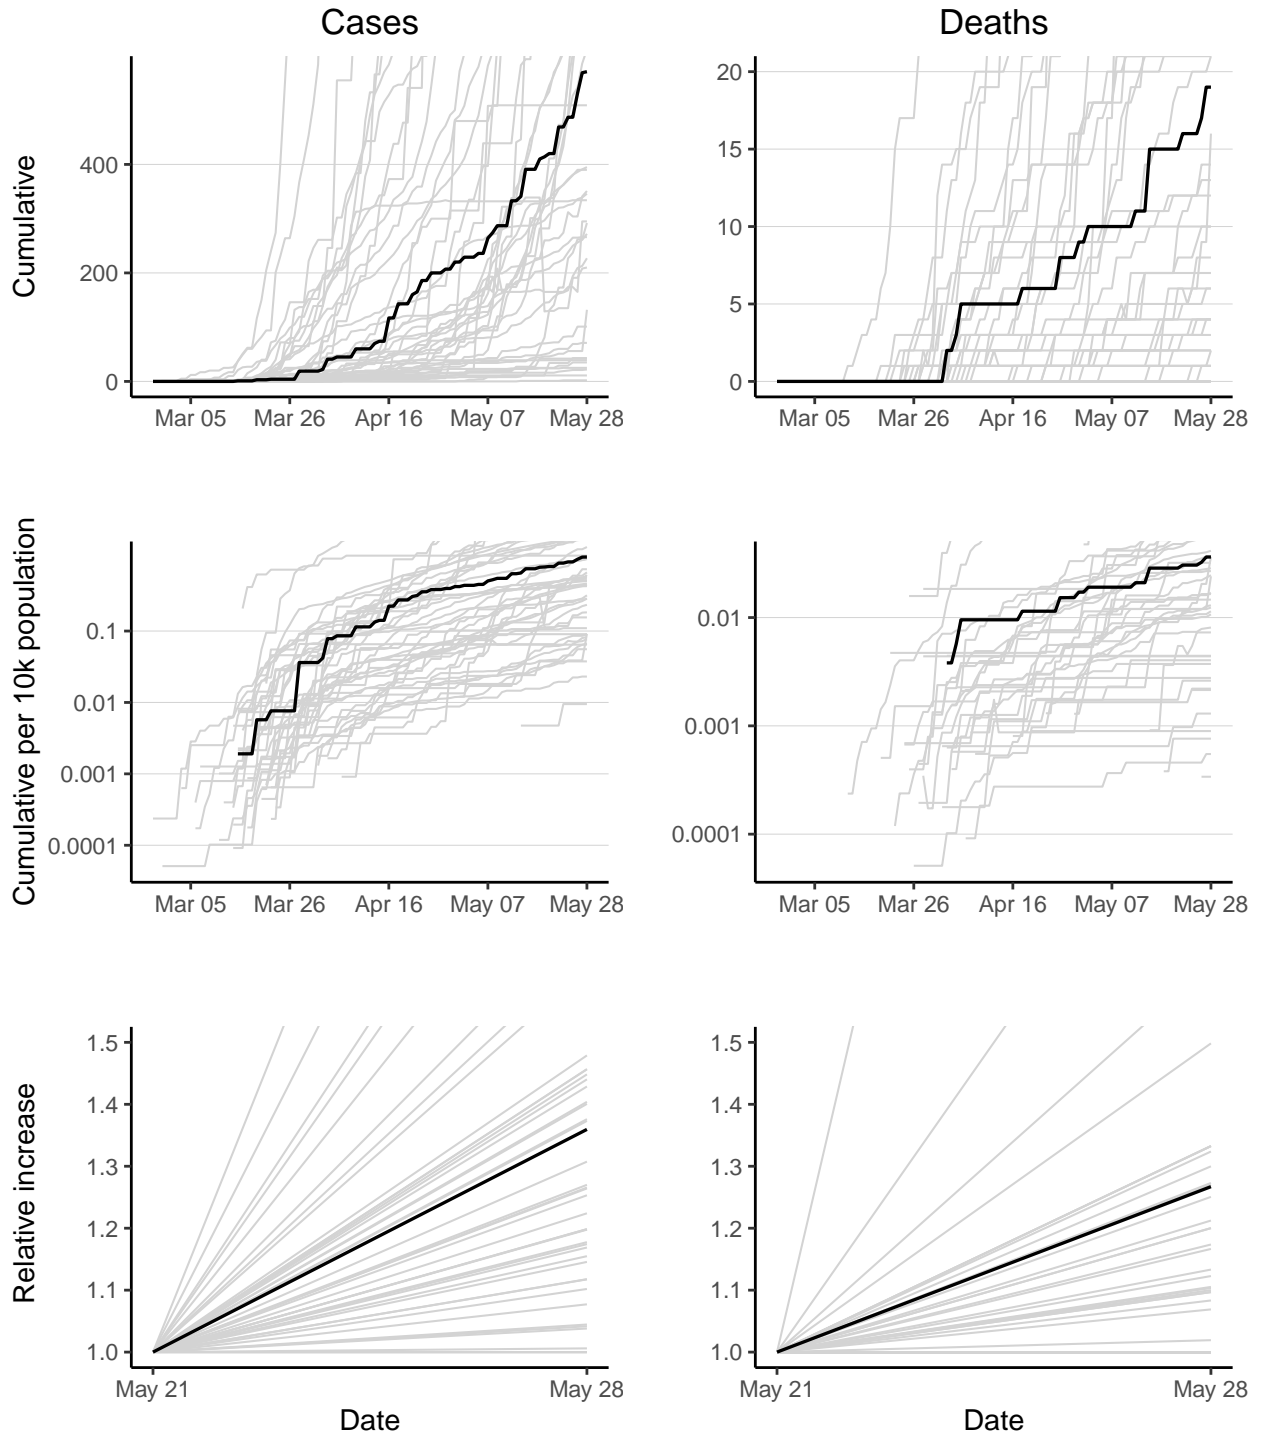 Cases
Deaths
Cumulative
400
200
0
Mar 05 Mar 26 Apr 16 May 07 May 28
20
15
10
5
0
Mar 05 Mar 26 Apr 16 May 07 May 28
Cumulative per 10k population
0.1
0.01
0.001
0.0001
Mar 05 Mar 26 Apr 16 May 07 May 28
0.01
0.001
0.0001
Mar 05 Mar 26 Apr 16 May 07 May 28
Relative increase
1.5
1.4
1.3
1.2
1.1
1.0
May 21 May 28
Date
1.5
1.4
1.3
1.2
1.1
1.0
May 21 May 28
Date